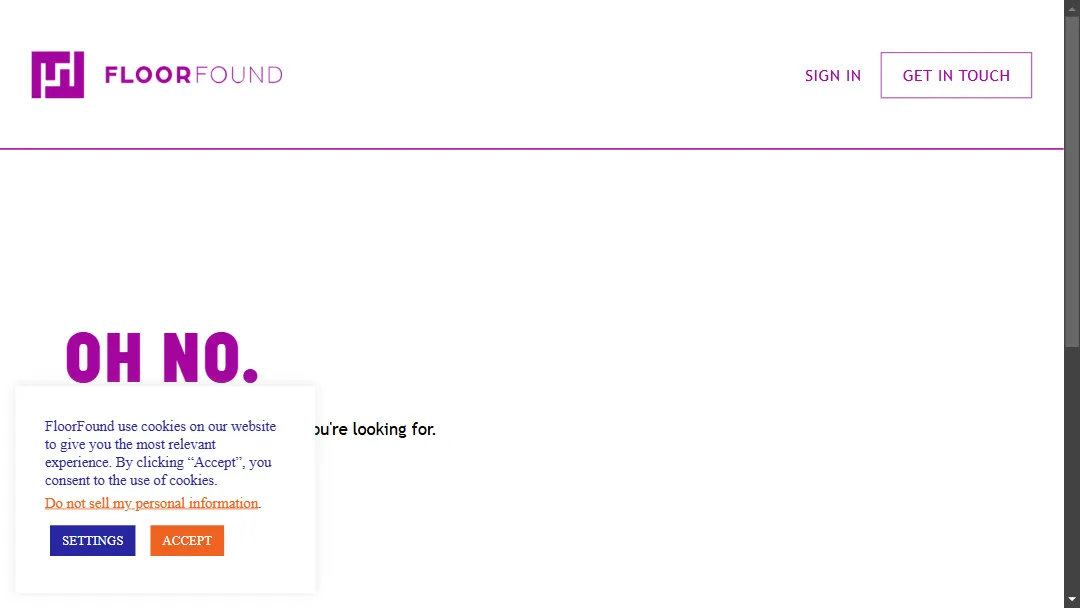 FLOORFOUND
SIGN IN
GET IN TOUCH
OH NO.
ou're looking for.
FloorFound use cookies on our website
to give you the most relevant
experience. By clicking “Accept”, you
consent to the use of cookies.
Do not sell my personal information.
SETTINGS
ACCEPT